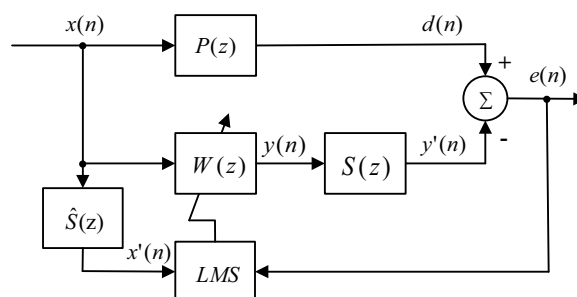 x(n)
d(n)
P(z)
+
e(n)
Σ
-
W(z)
y(n)
S(z)
y'(n)
Ŝ(z)
x'(n)
LMS